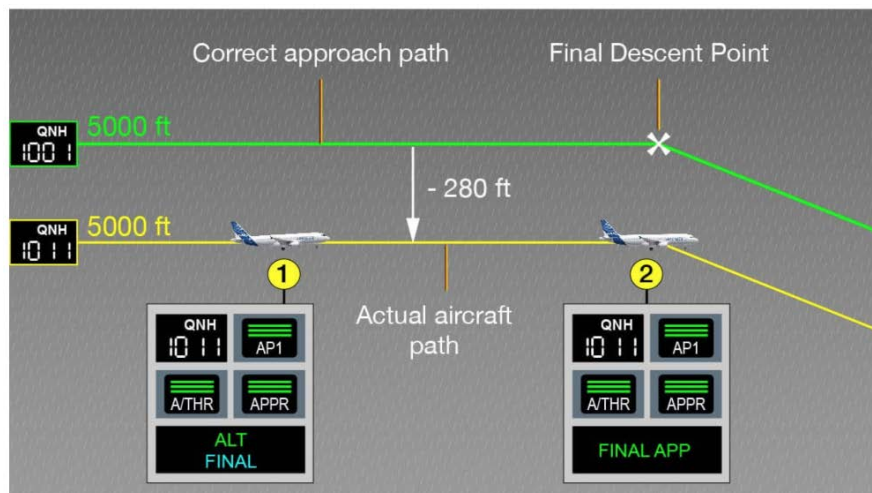 Correct approach path
Final Descent Point
QNH
1001
5000 ft
- 280 ft
QNH
1011
5000 ft
1
2
Actual aircraft
path
QNH
1011
AP1
A/THR
APPR
ALT
FINAL
QNH
1011
AP1
A/THR
APPR
FINAL APP